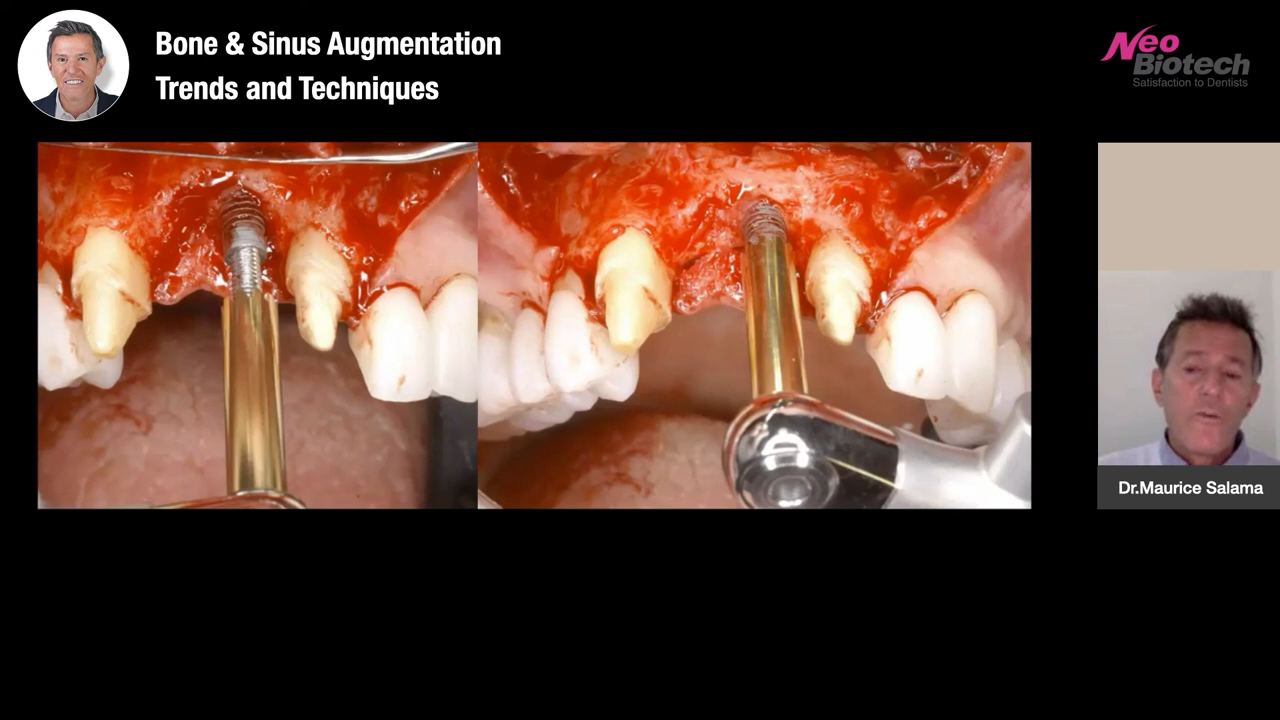 Bone & Sinus Augmentation
Trends and Techniques
Neo
Biotech
Satisfaction to Dentists
Dr.Maurice Salama